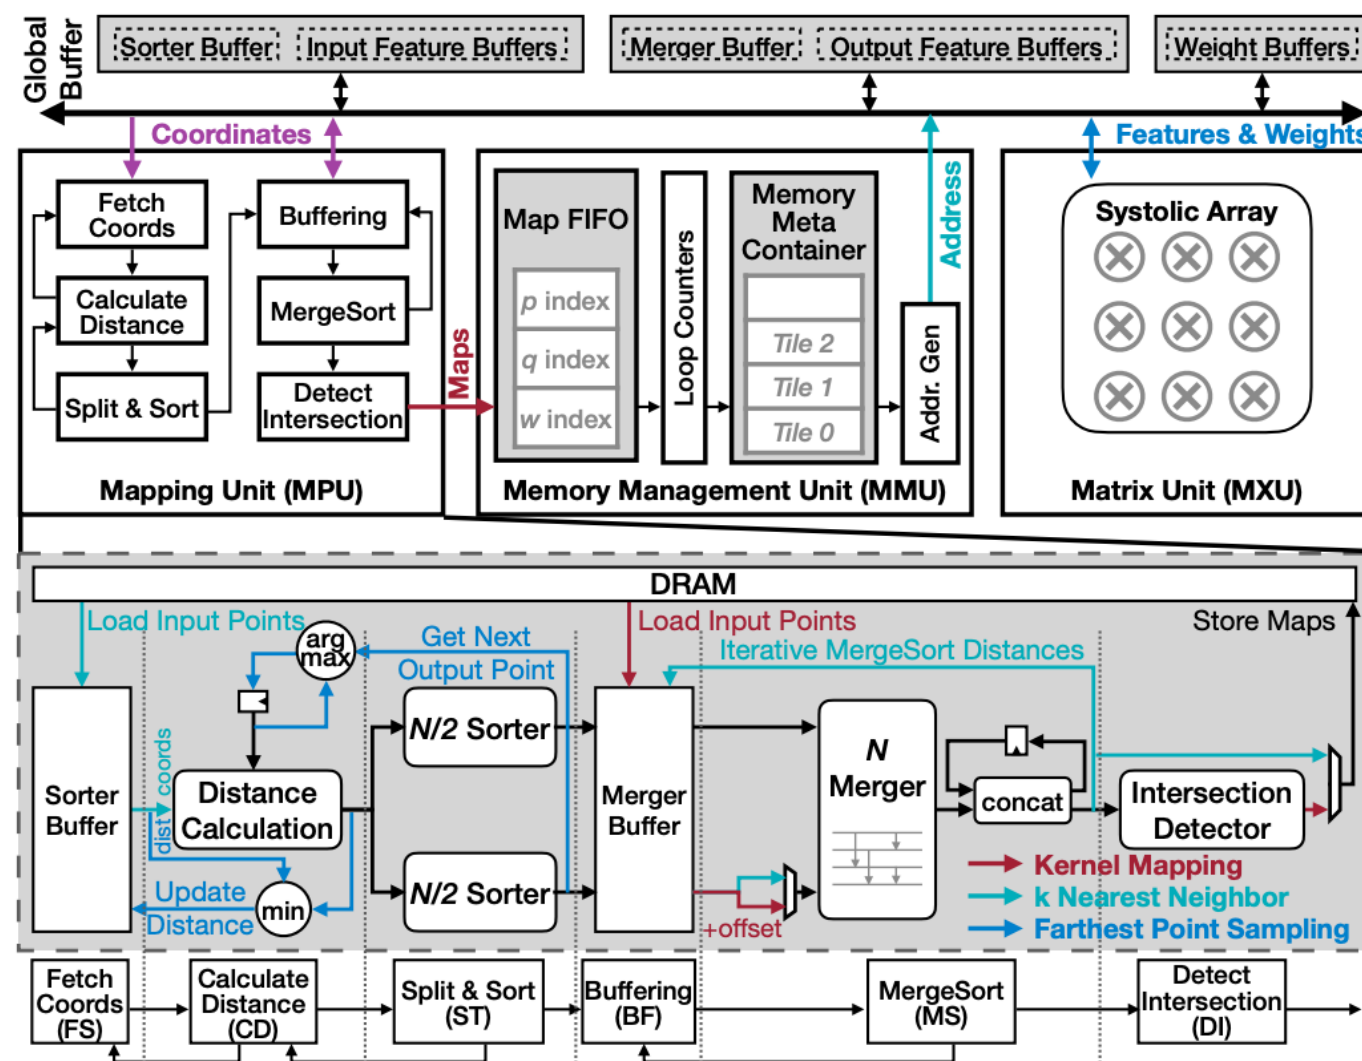 Global
Buffer
Sorter Buffer
Input Feature Buffers
Merger Buffer
Output Feature Buffers
Weight Buffers
Coordinates
Features & Weights
Fetch
Coords
Calculate
Distance
Split & Sort
Buffering
MergeSort
Detect
Intersection
Mapping Unit (MPU)
Maps
Map FIFO
p index
q index
w index
Loop Counters
Memory
Meta
Container
Tile 2
Tile 1
Tile 0
Addr. Gen
Address
Memory Management Unit (MMU)
Systolic Array
Matrix Unit (MXU)
DRAM
Load Input Points
arg
max
Get Next
Output Point
Load Input Points
Iterative MergeSort Distances
Store Maps
Sorter
Buffer
coords
dist
Distance
Calculation
Update
Distance
min
N/2 Sorter
N/2 Sorter
Merger
Buffer
+offset
N
Merger
concat
Intersection
Detector
Kernel Mapping
k Nearest Neighbor
Farthest Point Sampling
Fetch
Coords
(FS)
Calculate
Distance
(CD)
Split & Sort
(ST)
Buffering
(BF)
MergeSort
(MS)
Detect
Intersection
(DI)